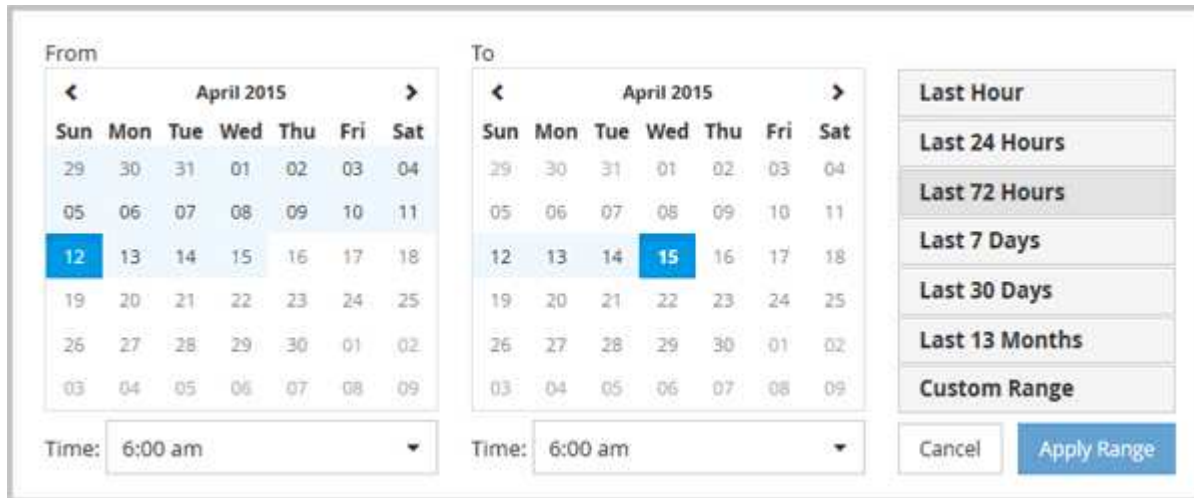 From
April 2015
Sun Mon Tue Wed Thu Fri Sat
29 30 31 01 02 03 04
05 06 07 08 09 10 11
12 13 14 15 16 17 18
19 20 21 22 23 24 25
26 27 28 29 30 01 02
03 04 05 06 07 08 09
Time: 6:00 am
To
April 2015
Sun Mon Tue Wed Thu Fri Sat
29 30 31 01 02 03 04
05 06 07 08 09 10 11
12 13 14 15 16 17 18
19 20 21 22 23 24 25
26 27 28 29 30 01 02
03 04 05 06 07 08 09
Time: 6:00 am
Last Hour
Last 24 Hours
Last 72 Hours
Last 7 Days
Last 30 Days
Last 13 Months
Custom Range
Cancel Apply Range